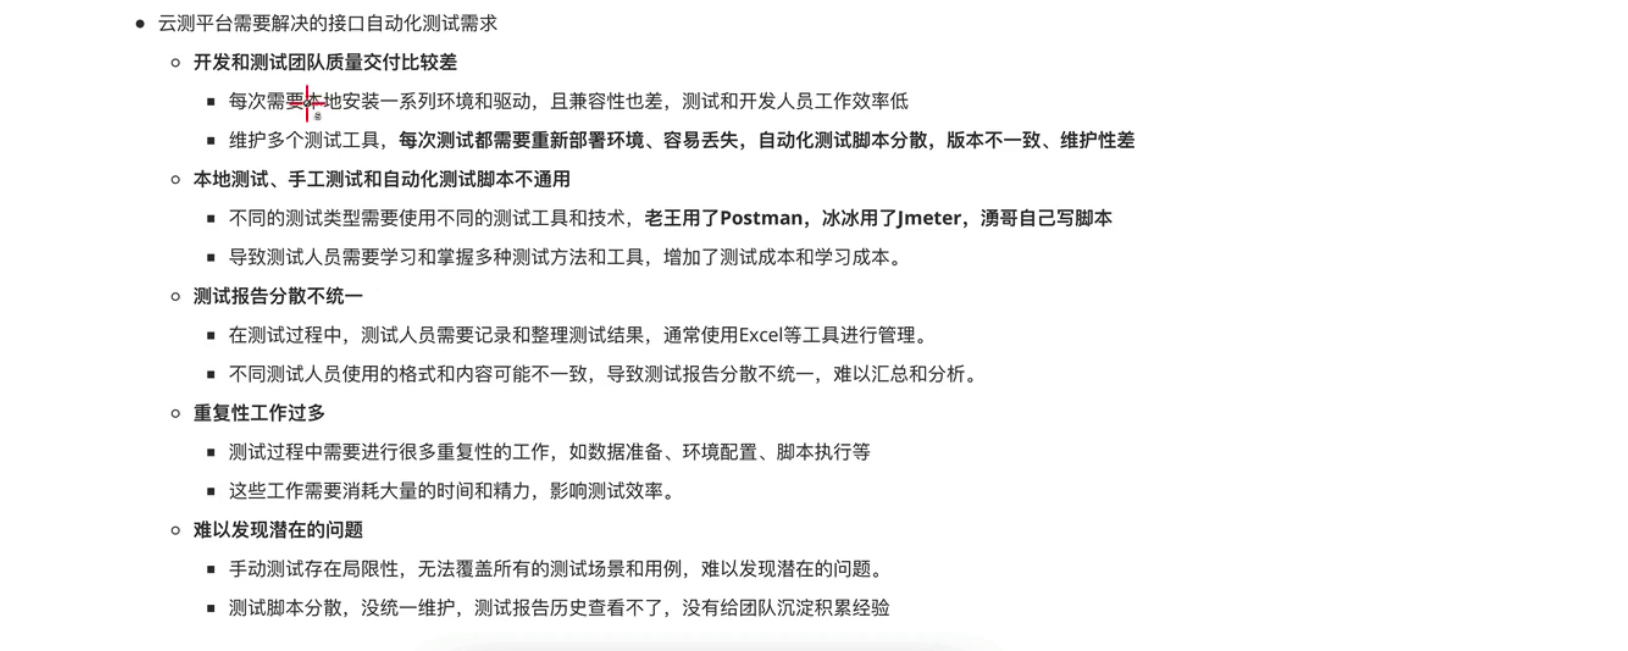 云测平台需要解决的接口自动化测试需求
开发和测试团队质量交付比较差
每次需要本地安装一系列环境和驱动，且兼容性也差，测试和开发人员工作效率低
维护多个测试工具，每次测试都需要重新部署环境、容易丢失，自动化测试脚本分散，版本不一致、维护性差
本地测试、手工测试和自动化测试脚本不通用
不同的测试类型需要使用不同的测试工具和技术，老王用了Postman，冰冰用了Jmeter，湧哥自己写脚本
导致测试人员需要学习和掌握多种测试方法和工具，增加了测试成本和学习成本。
测试报告分散不统一
在测试过程中，测试人员需要记录和整理测试结果，通常使用Excel等工具进行管理。
不同测试人员使用的格式和内容可能不一致，导致测试报告分散不统一，难以汇总和分析。
重复性工作过多
测试过程中需要进行很多重复性的工作，如数据准备、环境配置、脚本执行等
这些工作需要消耗大量的时间和精力，影响测试效率。
难以发现潜在的问题
手动测试存在局限性，无法覆盖所有的测试场景和用例，难以发现潜在的问题。
测试脚本分散，没统一维护，测试报告历史查看不了，没有给团队沉淀积累经验